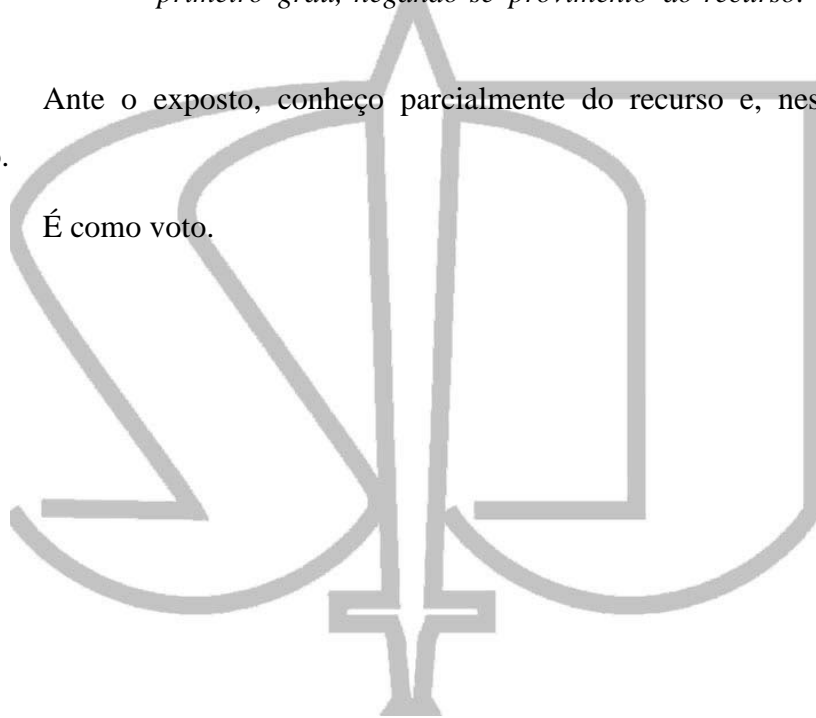 primeiro grau, negando-se provimento ao recurso.
Ante o exposto, conheço parcialmente do recurso e, nes
o.
É como voto.